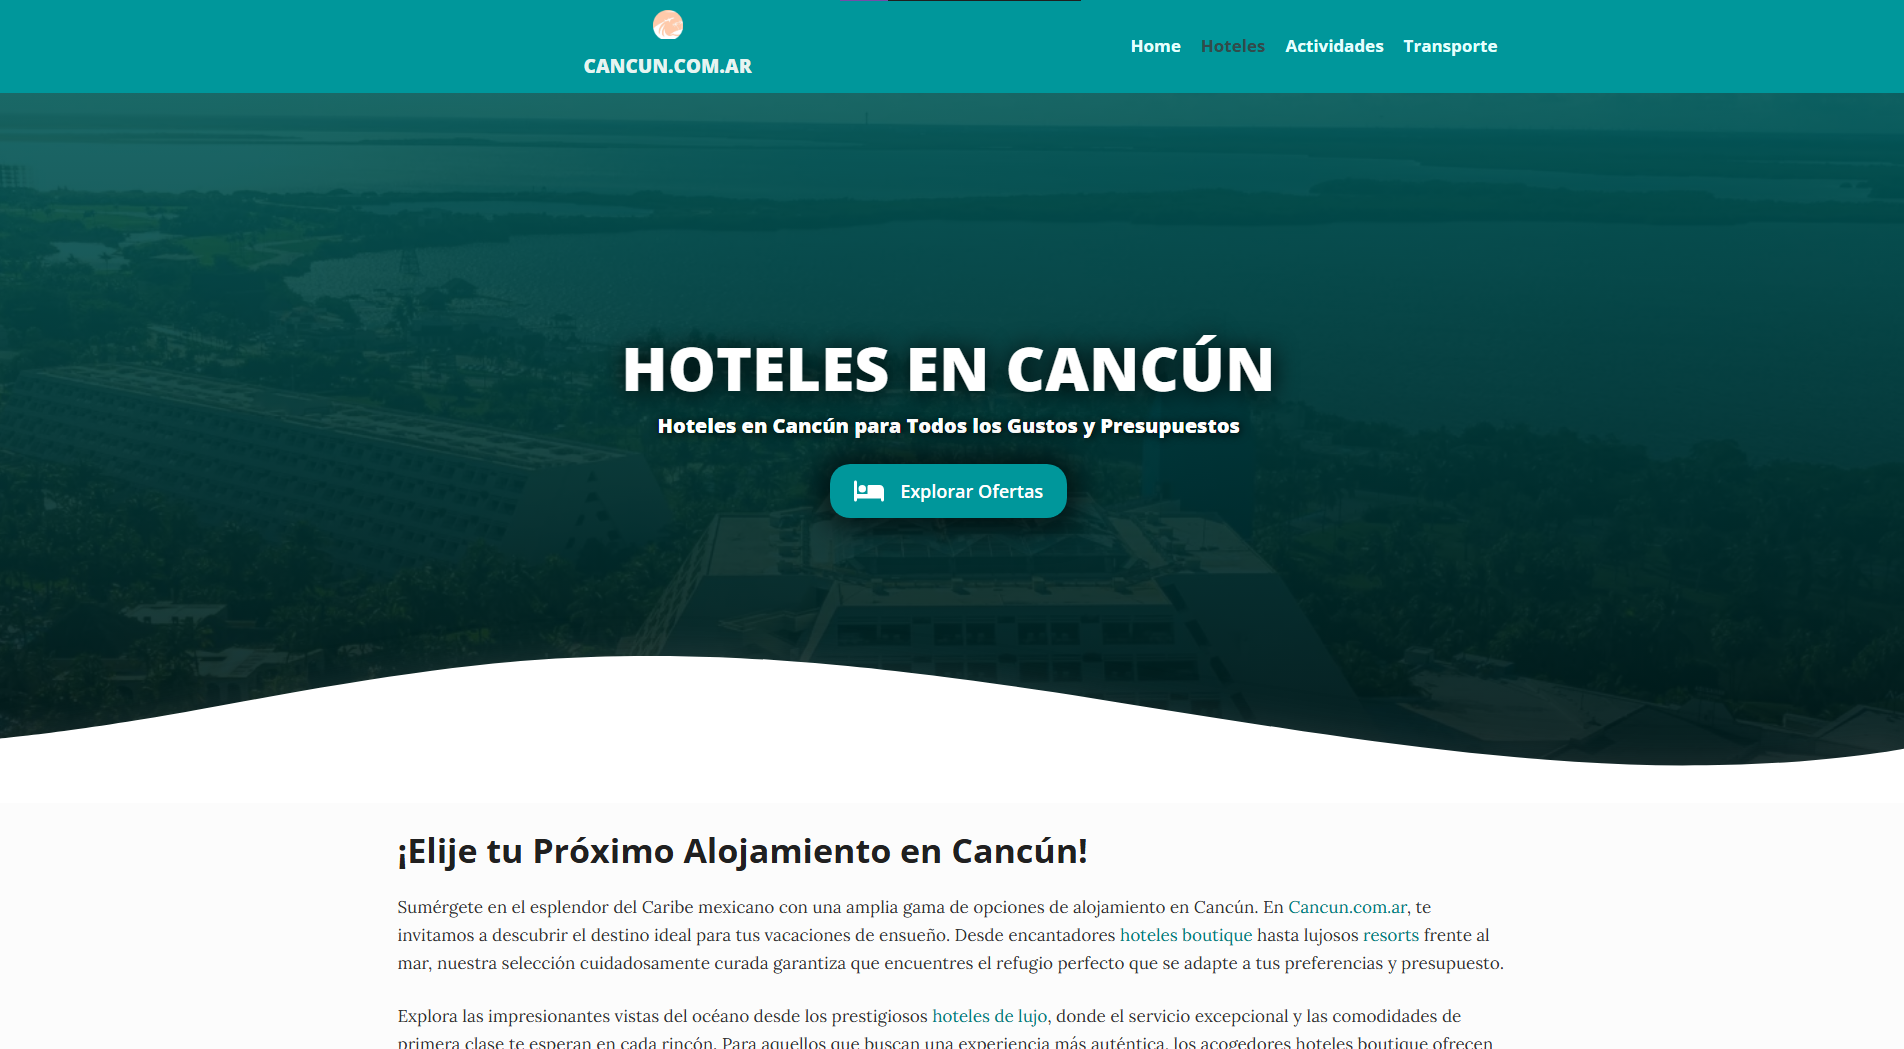 CANCUN.COM.AR
Home Hoteles Actividades Transporte
HOTELES EN CANCÚN
Hoteles en Cancún para Todos los Gustos y Presupuestos
Explorar Ofertas
¡Elije tu Próximo Alojamiento en Cancún!
Sumérgete en el esplendor del Caribe mexicano con una amplia gama de opciones de alojamiento en Cancún. En Cancun.com.ar, te
invitamos a descubrir el destino ideal para tus vacaciones de ensueño. Desde encantadores hoteles boutique hasta lujosos resorts frente al
mar, nuestra selección cuidadosamente curada garantiza que encuentres el refugio perfecto que se adapte a tus preferencias y presupuesto.
Explora las impresionantes vistas del océano desde los prestigiosos hoteles de lujo, donde el servicio excepcional y las comodidades de
primera clase te esperan en cada rincón. Para aquellos que buscan una experiencia más auténtica, los acogedores hoteles boutique ofrecen